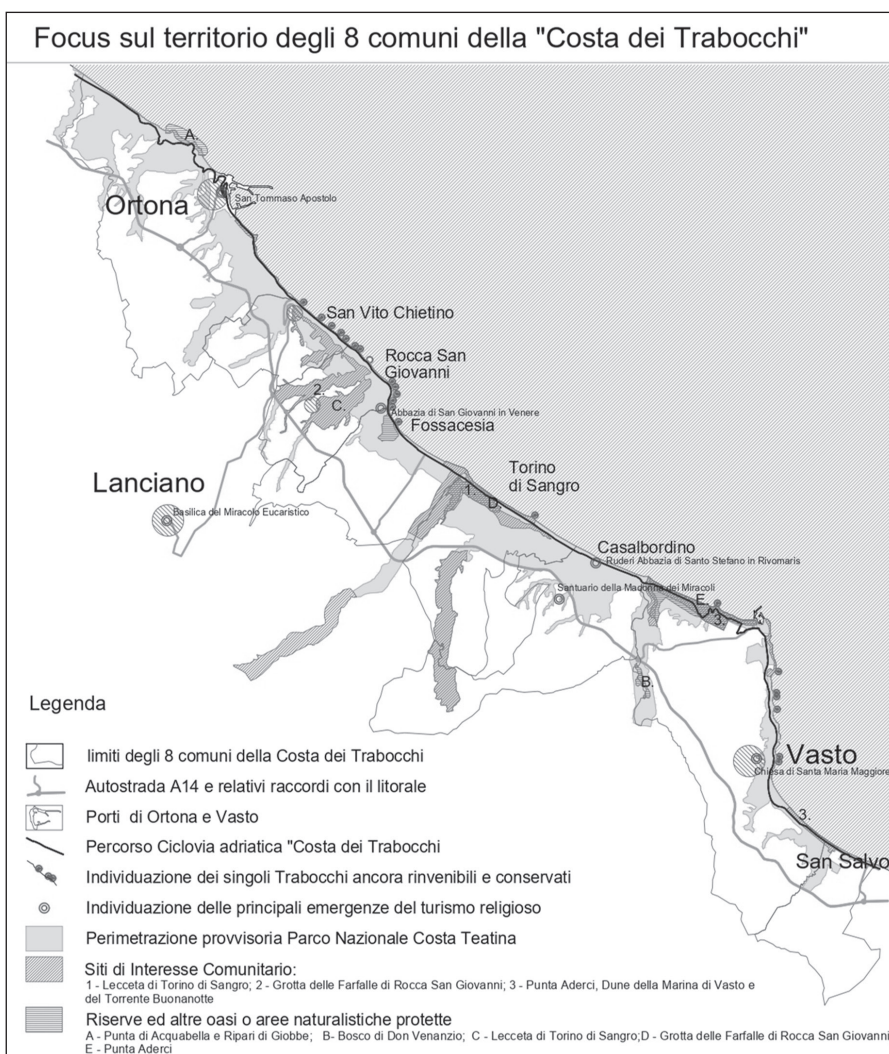 Focus sul territorio degli 8 comuni della "Costa dei Trabocchi"
A.
San Tommaso Apostolo
Ortona
San Vito Chietino
Rocca San
Giovanni
2.
C.
Abbazia di San Giovanni in Venere
Fossacesia
Lanciano
Basilica del Miracolo Eucaristico
Torino
di Sangro
1.
D.
Casalbordino
Ruderi Abbazia di Santo Stefano in Rivomaris
Santuario della Madonna dei Miracoli
E.
3.
B.
Vasto
Chiesa di Santa Maria Maggiore
3.
San Salvo
Legenda
limiti degli 8 comuni della Costa dei Trabocchi
Autostrada A14 e relativi raccordi con il litorale
Porti di Ortona e Vasto
Percorso Ciclovia adriatica "Costa dei Trabocchi
Individuazione dei singoli Trabocchi ancora rinvenibili e conservati
Individuazione delle principali emergenze del turismo religioso
Perimetrazione provvisoria Parco Nazionale Costa Teatina
Siti di Interesse Comunitario:
1 - Lecceta di Torino di Sangro; 2 - Grotta delle Farfalle di Rocca San Giovanni; 3 - Punta Aderci, Dune della Marina di Vasto e
del Torrente Buonanotte
Riserve ed altre oasi o aree naturalistiche protette
A - Punta di Acquabella e Ripari di Giobbe; B- Bosco di Don Venanzio; C - Lecceta di Torino di Sangro;D - Grotta delle Farfalle di Rocca San Giovanni
E - Punta Aderci